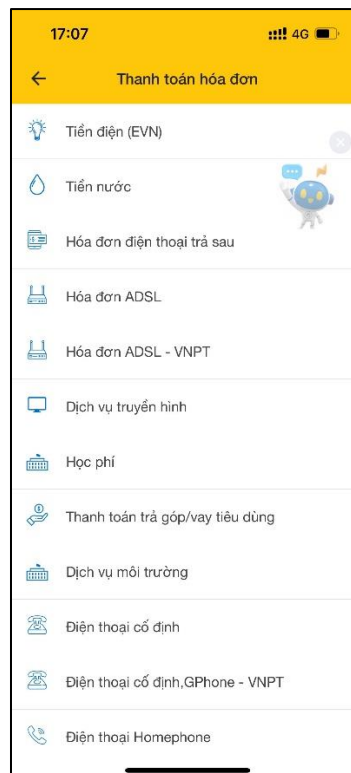 17:07
4G
Thanh toán hóa đơn
Tiền điện (EVN)
Tiền nước
Hóa đơn điện thoại trả sau
Hóa đơn ADSL
Hóa đơn ADSL - VNPT
Dịch vụ truyền hình
Học phí
Thanh toán trả góp/vay tiêu dùng
Dịch vụ môi trường
Điện thoại cố định
Điện thoại cố định,GPhone - VNPT
Điện thoại Homephone